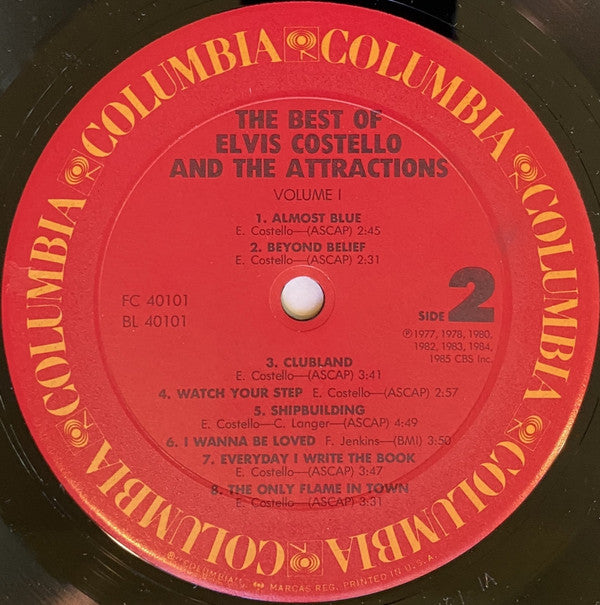 COLUMBIA COLUMBIA COLUMBIA COLUMBIA COLUMBIA COLUMBIA
THE BEST OF
ELVIS COSTELLO
AND THE ATTRACTIONS
VOLUME I
1. ALMOST BLUE
E. Costello—(ASCAP) 2:45
2. BEYOND BELIEF
E. Costello—(ASCAP) 2:31
FC 40101
BL 40101
SIDE 2
℗1977, 1978, 1980,
1982, 1983, 1984,
1985 CBS Inc.
3. CLUBLAND
E. Costello—(ASCAP) 3:41
4. WATCH YOUR STEP E. Costello—(ASCAP) 2:57
5. SHIPBUILDING
E. Costello—C. Langer—(ASCAP) 4:49
6. I WANNA BE LOVED F. Jenkins—(BMI) 3:50
7. EVERYDAY I WRITE THE BOOK
E. Costello—(ASCAP) 3:47
8. THE ONLY FLAME IN TOWN
E. Costello—(ASCAP) 3:31
® "COLUMBIA", MARCAS REG. PRINTED IN U.S.A.